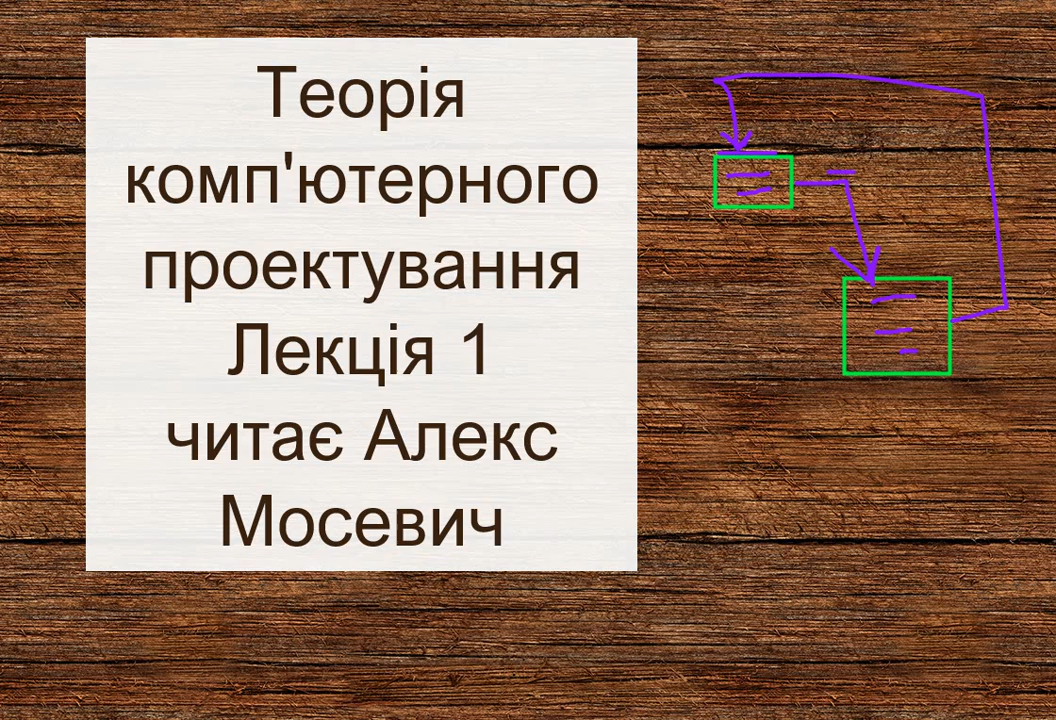 Теорія
комп'ютерного
проектування
Лекція 1
читає Алекс
Мосевич